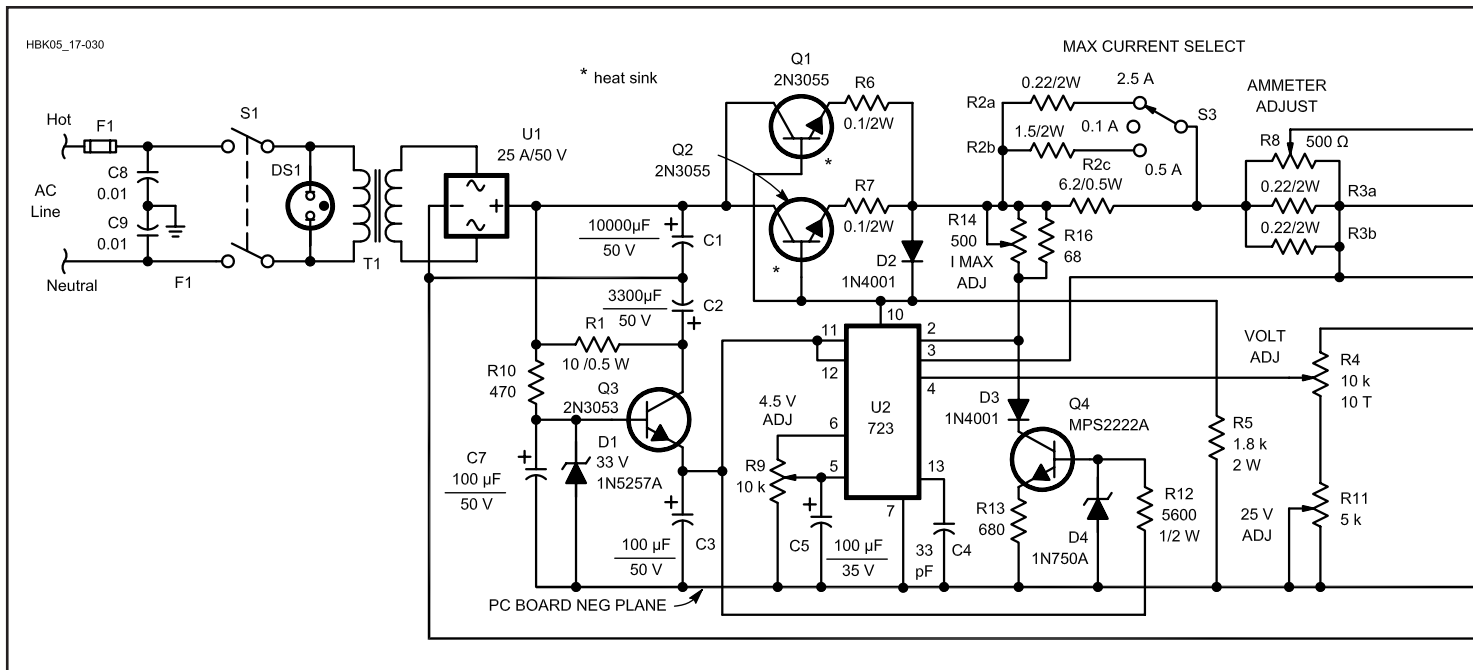 HBK05_17-030
* heat sink
MAX CURRENT SELECT
Hot
F1
S1
C8
0.01
AC
Line
C9
0.01
Neutral
F1
DS1
T1
U1
25 A/50 V
~
− +
~
Q1
2N3055
*
R6
0.1/2W
Q2
2N3055
*
R7
0.1/2W
10000µF
50 V
+
C1
3300µF
50 V
+
C2
R1
10 /0.5 W
R10
470
Q3
2N3053
D1
33 V
1N5257A
C7
100 µF
50 V
+
+
100 µF
50 V
C3
PC BOARD NEG PLANE
D2
1N4001
R2a
0.22/2W
2.5 A
R2b
1.5/2W
0.1 A
S3
R2c
6.2/0.5W
0.5 A
AMMETER
ADJUST
R8
500 Ω
0.22/2W
R3a
0.22/2W
R3b
R14
500
I MAX
ADJ
R16
68
4.5 V
ADJ
R9
10 k
+
C5
100 µF
35 V
U2
723
10
11
12
6
5
7
2
3
4
13
33
pF
C4
D3
1N4001
Q4
MPS2222A
R13
680
D4
1N750A
R12
5600
1/2 W
R5
1.8 k
2 W
VOLT
ADJ
R4
10 k
10 T
25 V
ADJ
R11
5 k